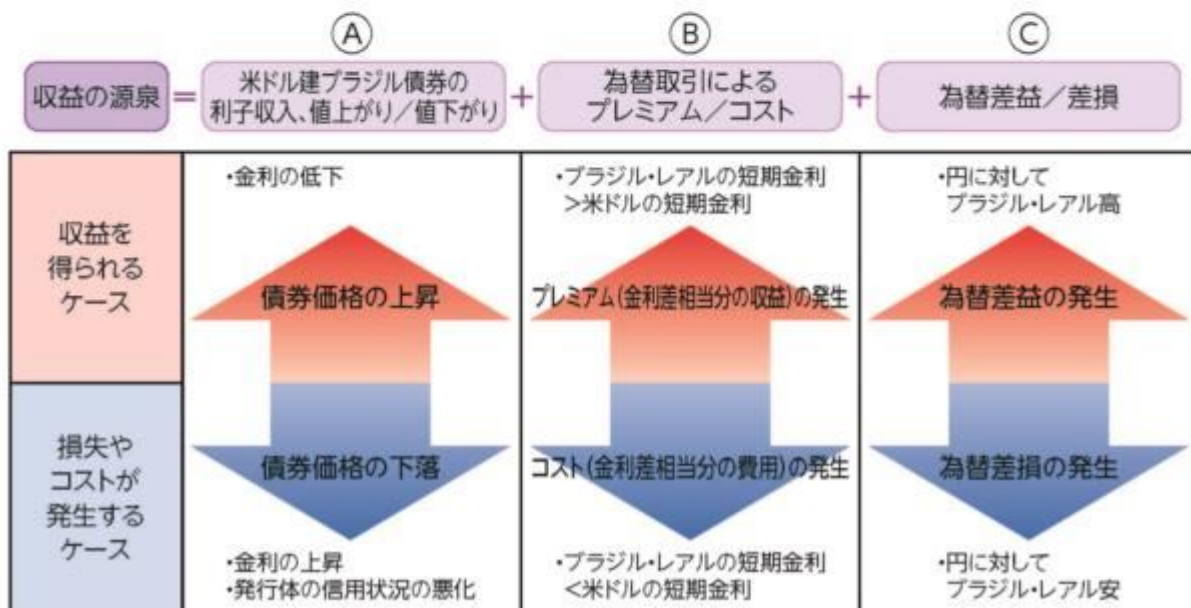 Ⓐ
Ⓑ
Ⓒ
収益の源泉
=
米ドル建ブラジル債券の
利子収入、値上がり/値下がり
+
為替取引による
プレミアム/コスト
+
為替差益/差損
収益を
得られる
ケース
・金利の低下
債券価格の上昇
・ブラジル・レアルの短期金利
>米ドルの短期金利
プレミアム(金利差相当分の収益)の発生
・円に対して
ブラジル・レアル高
為替差益の発生
損失や
コストが
発生する
ケース
債券価格の下落
・金利の上昇
・発行体の信用状況の悪化
コスト(金利差相当分の費用)の発生
・ブラジル・レアルの短期金利
<米ドルの短期金利
為替差損の発生
・円に対して
ブラジル・レアル安